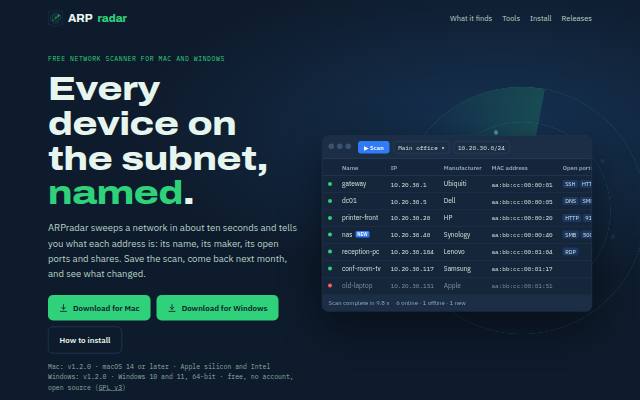 ARP radar
What it finds Tools Install Releases
FREE NETWORK SCANNER FOR MAC AND WINDOWS
Every
device on
the subnet,
named.
ARPradar sweeps a network in about ten seconds and tells
you what each address is: its name, its maker, its open
ports and shares. Save the scan, come back next month,
and see what changed.
Download for Mac Download for Windows
How to install
Mac: v1.2.0 · macOS 14 or later · Apple silicon and Intel
Windows: v1.2.0 · Windows 10 and 11, 64-bit · free, no account,
open source (GPL v3)
▶ Scan Main office ▾ 10.20.30.0/24
Name IP Manufacturer MAC address Open port
gateway 10.20.30.1 Ubiquiti aa:bb:cc:00:00:01 SSH HTT
dc01 10.20.30.5 Dell aa:bb:cc:00:00:05 DNS SM
printer-front 10.20.30.20 HP aa:bb:cc:00:00:20 HTTP 91
nas NEW 10.20.30.40 Synology aa:bb:cc:00:00:40 SMB 500
reception-pc 10.20.30.104 Lenovo aa:bb:cc:00:01:04 RDP
conf-room-tv 10.20.30.117 Samsung aa:bb:cc:00:01:17
old-laptop 10.20.30.151 Apple aa:bb:cc:00:01:51
Scan complete in 9.8 s · 6 online · 1 offline · 1 new